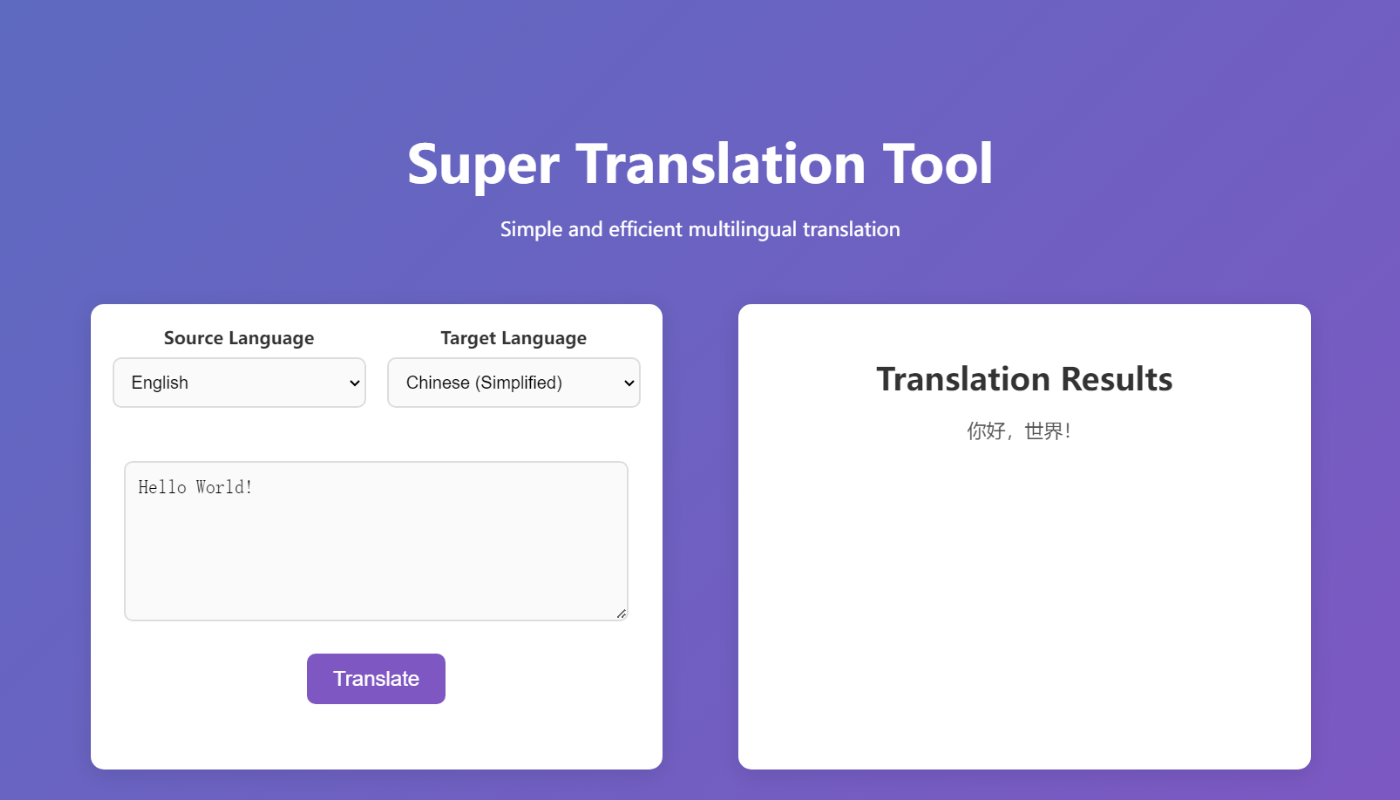 Super Translation Tool
Simple and efficient multilingual translation
Source Language
Target Language
English
Chinese (Simplified)
Hello World!
Translate
Translation Results
你好，世界！